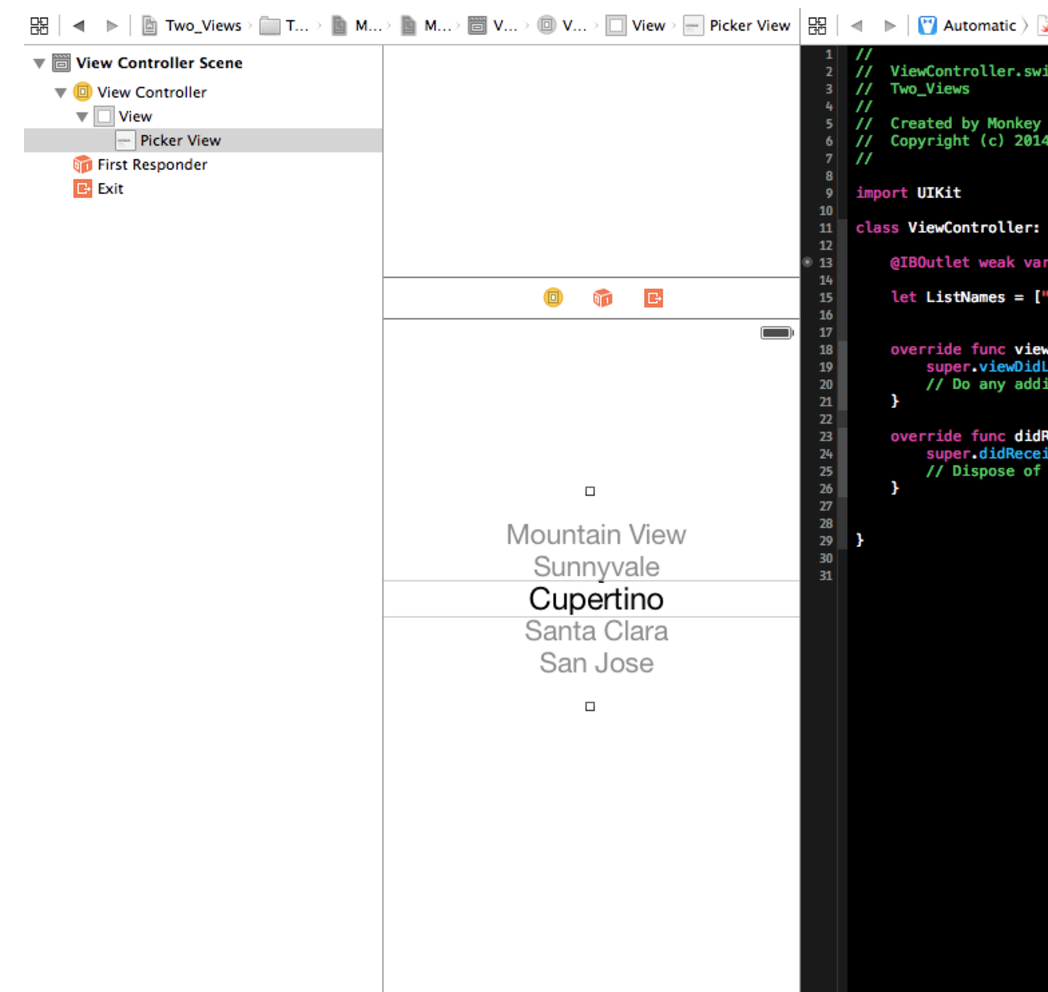 Two_Views T... M... M... V... V... View Picker View
Automatic
View Controller Scene
View Controller
View
Picker View
First Responder
Exit
Mountain View
Sunnyvale
Cupertino
Santa Clara
San Jose
1 //
2 // ViewController.swi
3 // Two_Views
4 //
5 // Created by Monkey
6 // Copyright (c) 2014
7 //
8
9 import UIKit
10
11 class ViewController:
12
13 @IBOutlet weak var
14
15 let ListNames = ["
16
17
18 override func view
19 super.viewDidL
20 // Do any addi
21 }
22
23 override func didR
24 super.didRecei
25 // Dispose of
26 }
27
28
29 }
30
31